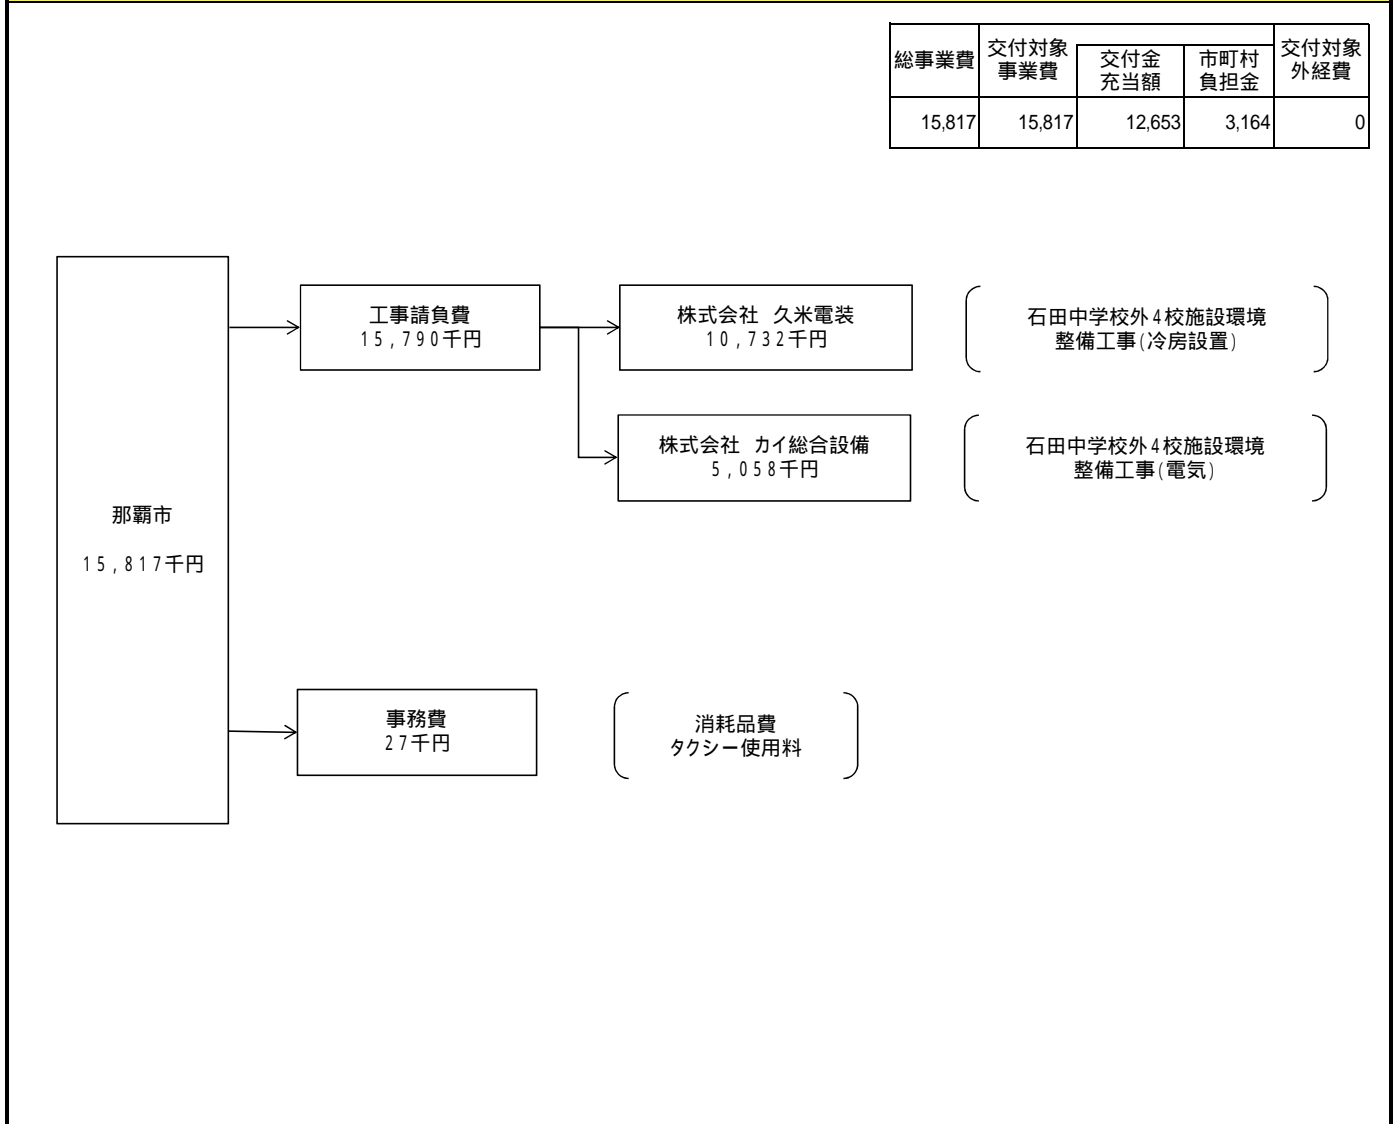 総事業費
交付対象
事業費
交付金
充当額
市町村
負担金
交付対象
外経費
15,817 15,817 12,653 3,164 0
工事請負費
15,790千円
株式会社 久米電装
10,732千円
石田中学校外4校施設環境
整備工事(冷房設置)
株式会社 カイ総合設備
5,058千円
石田中学校外4校施設環境
整備工事(電気)
那覇市
15,817千円
事務費
27千円
消耗品費
タクシー使用料